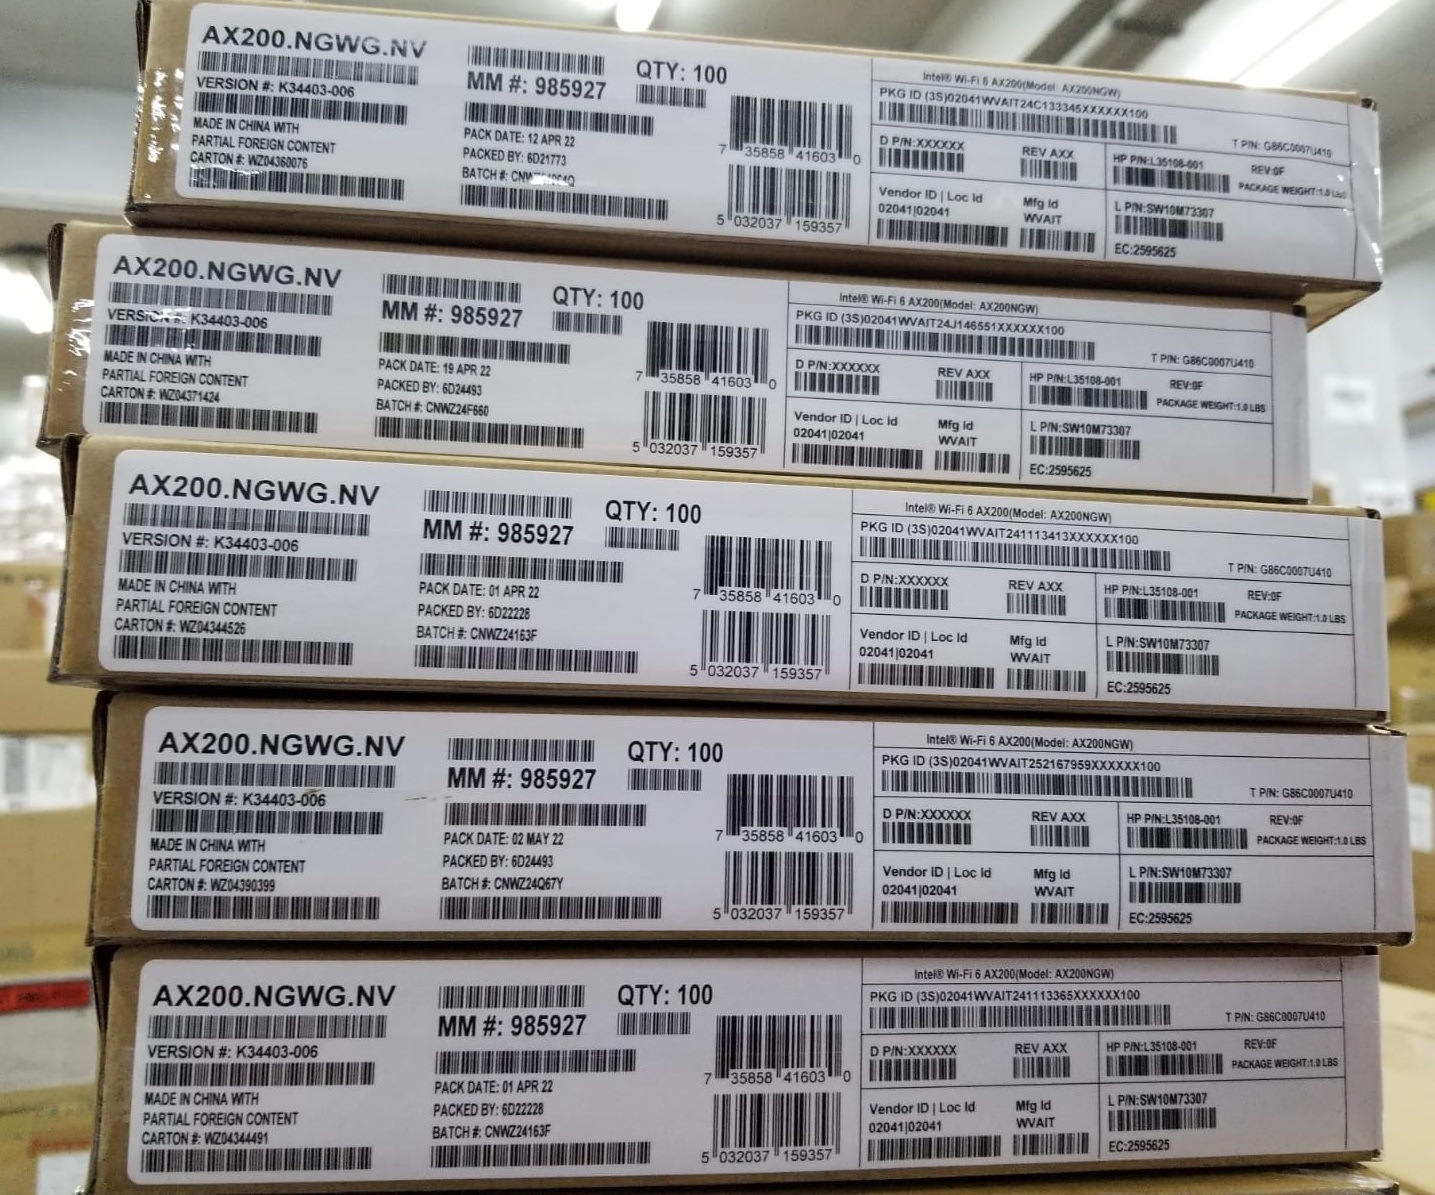 AX200.NGWG.NV
VERSION #: K34403-006
MADE IN CHINA WITH
PARTIAL FOREIGN CONTENT
CARTON #: WZ04360076
MM #: 985927
QTY: 100
PACK DATE: 12 APR 22
PACKED BY: 6D21773
BATCH #:
7 35858 41603 0
5 032037 159357
Intel® Wi-Fi 6 AX200(Model: AX200NGW)
PKG ID (3S)02041WVAIT24C133345XXXXXX100
T P/N: G86C0007U410
D P/N:XXXXXX
REV AXX
HP P/N:L35108-001
REV:0F
PACKAGE WEIGHT:1.0 LBS
Vendor ID | Loc Id
02041|02041
Mfg Id
WVAIT
L P/N:SW10M73307
EC:2595625
AX200.NGWG.NV
VERSION #: K34403-006
MADE IN CHINA WITH
PARTIAL FOREIGN CONTENT
CARTON #: WZ04371424
MM #: 985927
QTY: 100
PACK DATE: 19 APR 22
PACKED BY: 6D24493
BATCH #: CNWZ24F660
7 35858 41603 0
5 032037 159357
Intel® Wi-Fi 6 AX200(Model: AX200NGW)
PKG ID (3S)02041WVAIT24J146551XXXXXX100
T P/N: G86C0007U410
D P/N:XXXXXX
REV AXX
HP P/N:L35108-001
REV:0F
PACKAGE WEIGHT:1.0 LBS
Vendor ID | Loc Id
02041|02041
Mfg Id
WVAIT
L P/N:SW10M73307
EC:2595625
AX200.NGWG.NV
VERSION #: K34403-006
MADE IN CHINA WITH
PARTIAL FOREIGN CONTENT
CARTON #: WZ04344526
MM #: 985927
QTY: 100
PACK DATE: 01 APR 22
PACKED BY: 6D22228
BATCH #: CNWZ24163F
7 35858 41603 0
5 032037 159357
Intel® Wi-Fi 6 AX200(Model: AX200NGW)
PKG ID (3S)02041WVAIT241113413XXXXXX100
T P/N: G86C0007U410
D P/N:XXXXXX
REV AXX
HP P/N:L35108-001
REV:0F
PACKAGE WEIGHT:1.0 LBS
Vendor ID | Loc Id
02041|02041
Mfg Id
WVAIT
L P/N:SW10M73307
EC:2595625
AX200.NGWG.NV
VERSION #: K34403-006
MADE IN CHINA WITH
PARTIAL FOREIGN CONTENT
CARTON #: WZ04390399
MM #: 985927
QTY: 100
PACK DATE: 02 MAY 22
PACKED BY: 6D24493
BATCH #: CNWZ24Q67Y
7 35858 41603 0
5 032037 159357
Intel® Wi-Fi 6 AX200(Model: AX200NGW)
PKG ID (3S)02041WVAIT252167959XXXXXX100
T P/N: G86C0007U410
D P/N:XXXXXX
REV AXX
HP P/N:L35108-001
REV:0F
PACKAGE WEIGHT:1.0 LBS
Vendor ID | Loc Id
02041|02041
Mfg Id
WVAIT
L P/N:SW10M73307
EC:2595625
AX200.NGWG.NV
VERSION #: K34403-006
MADE IN CHINA WITH
PARTIAL FOREIGN CONTENT
CARTON #: WZ04344491
MM #: 985927
QTY: 100
PACK DATE: 01 APR 22
PACKED BY: 6D22228
BATCH #: CNWZ24163F
7 35858 41603 0
5 032037 159357
Intel® Wi-Fi 6 AX200(Model: AX200NGW)
PKG ID (3S)02041WVAIT241113365XXXXXX100
T P/N: G86C0007U410
D P/N:XXXXXX
REV AXX
HP P/N:L35108-001
REV:0F
PACKAGE WEIGHT:1.0 LBS
Vendor ID | Loc Id
02041|02041
Mfg Id
WVAIT
L P/N:SW10M73307
EC:2595625